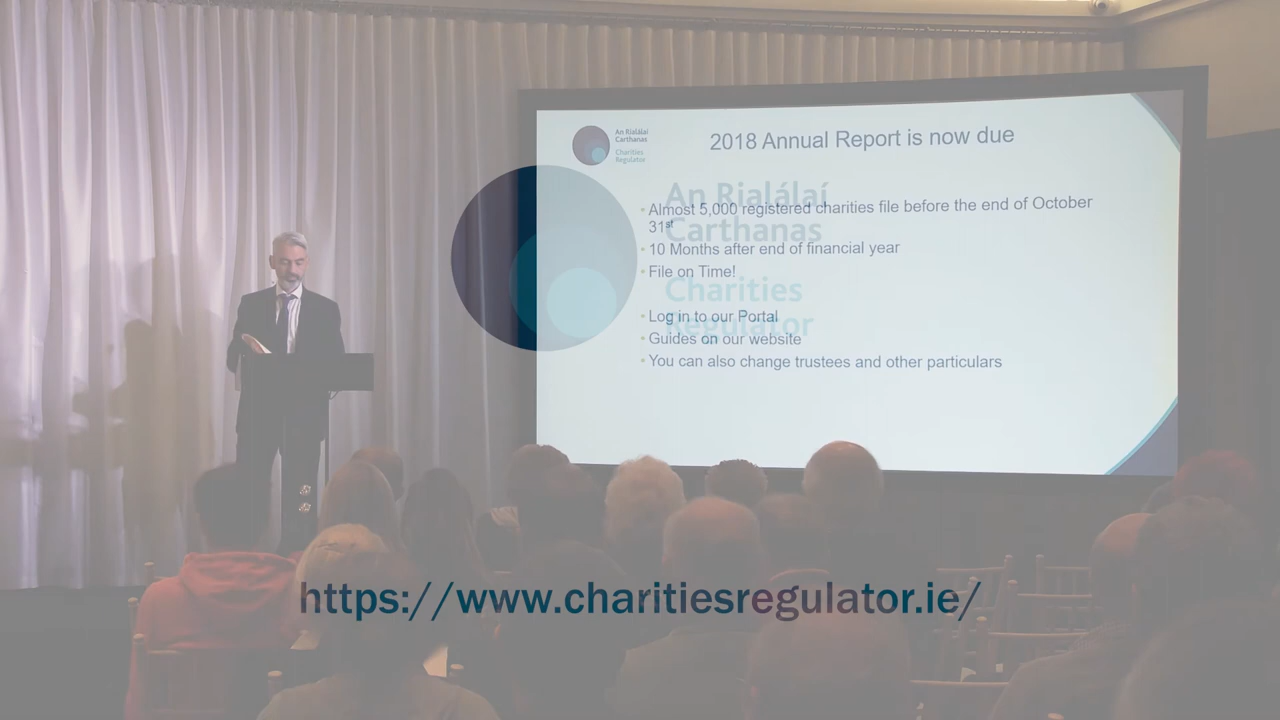 An Rialálaí
Carthanas
Charities
Regulator
2018 Annual Report is now due
An Rialálaí
Carthanas
Charities
Regulator
• Almost 5,000 registered charities file before the end of October
31st
• 10 Months after end of financial year
• File on Time!
• Log in to our Portal
• Guides on our website
• You can also change trustees and other particulars
https://www.charitiesregulator.ie/